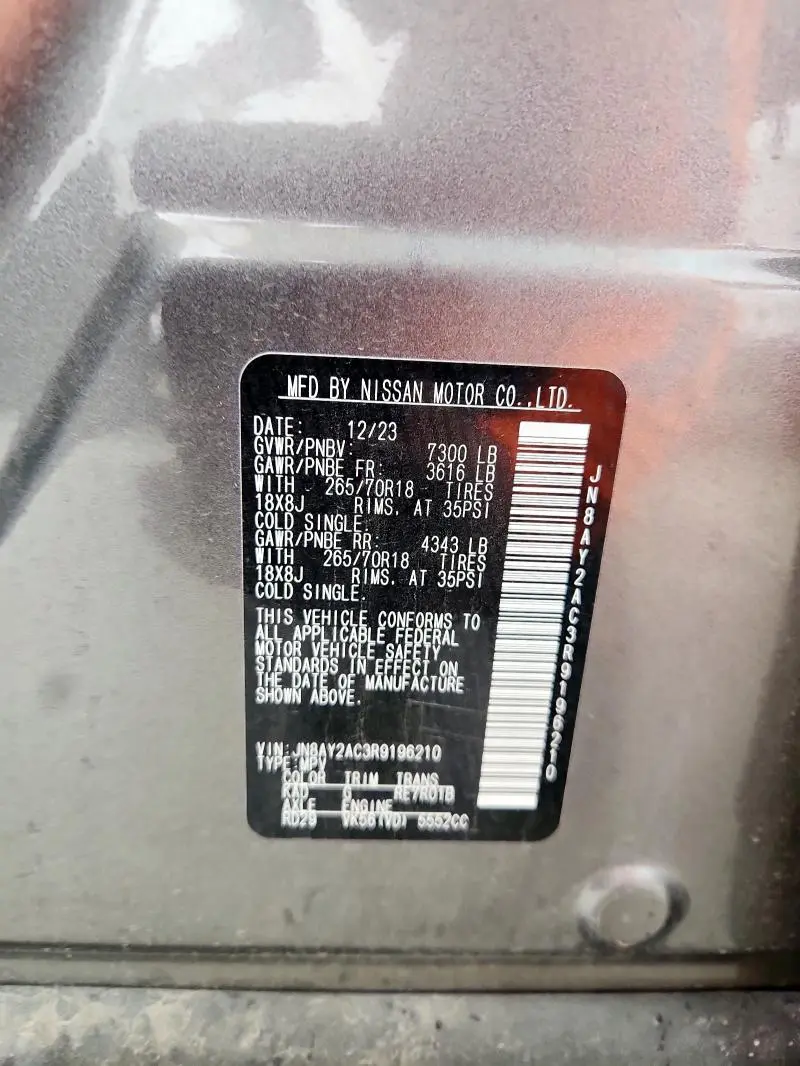 MFD BY NISSAN MOTOR CO.,LTD.
DATE: 12/23
GVWR/PNBV: 7300 LB
GAWR/PNBE FR: 3616 LB
WITH 265/70R18 TIRES
18X8J RIMS. AT 35PSI
COLD SINGLE.
GAWR/PNBE RR: 4343 LB
WITH 265/70R18 TIRES
18X8J RIMS. AT 35PSI
COLD SINGLE.
THIS VEHICLE CONFORMS TO
ALL APPLICABLE FEDERAL
MOTOR VEHICLE SAFETY
STANDARDS IN EFFECT ON
THE DATE OF MANUFACTURE
SHOWN ABOVE.
VIN:JN8AY2AC3R9196210
TYPE:MPV
COLOR TRIM TRANS
KAD G RE7R01B
AXLE ENGINE
RD29 VK56(VD) 5552CC
JN8AY2AC3R9196210